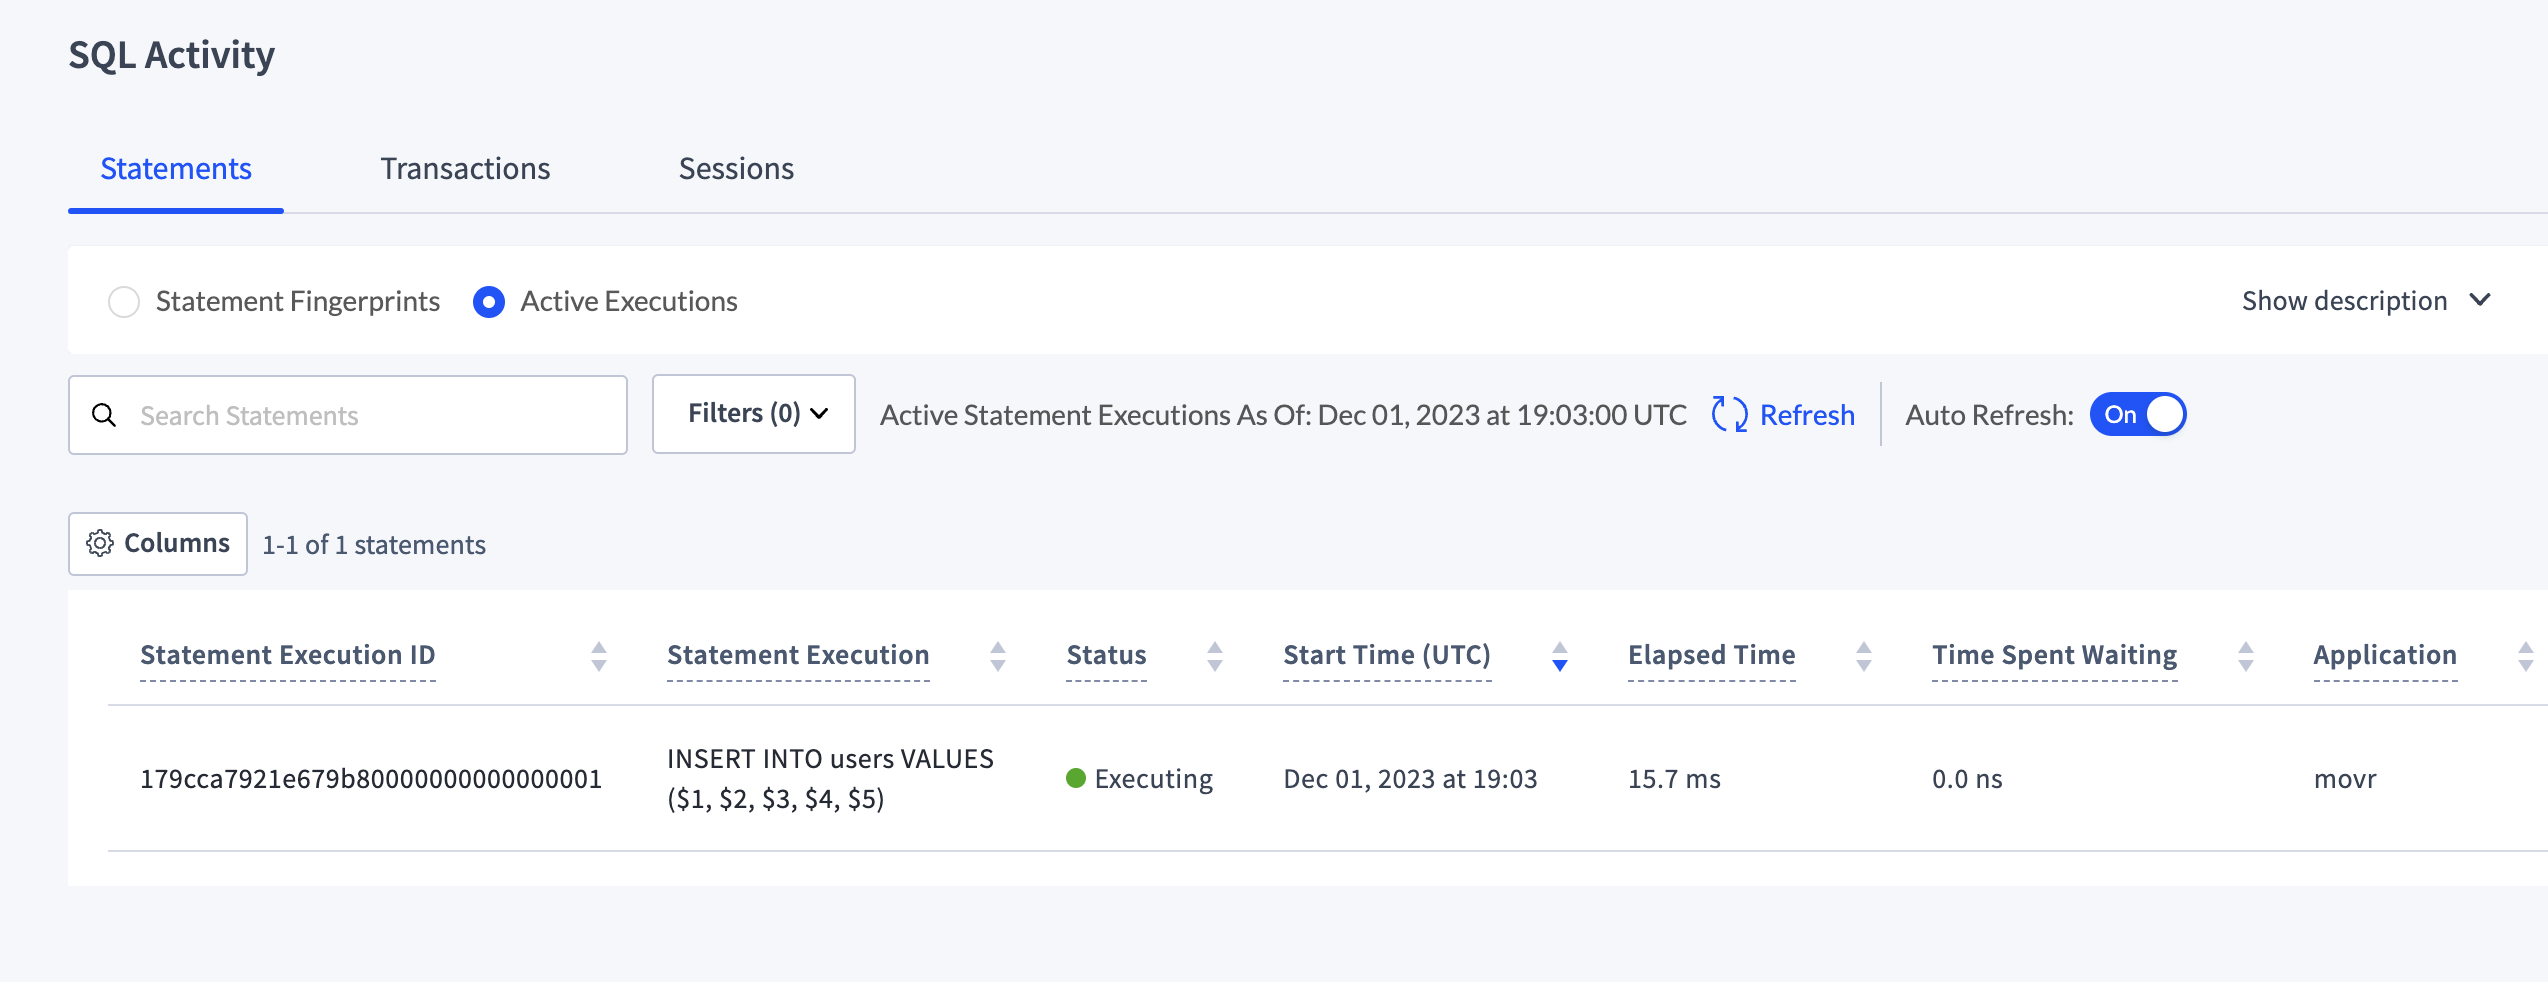 SQL Activity
Statements Transactions Sessions
Statement Fingerprints Active Executions Show description
Search Statements Filters (0) Active Statement Executions As Of: Dec 01, 2023 at 19:03:00 UTC Refresh Auto Refresh: On
Columns 1-1 of 1 statements
Statement Execution ID Statement Execution Status Start Time (UTC) Elapsed Time Time Spent Waiting Application
179cca7921e679b80000000000000001 INSERT INTO users VALUES ($1, $2, $3, $4, $5) Executing Dec 01, 2023 at 19:03 15.7 ms 0.0 ns movr